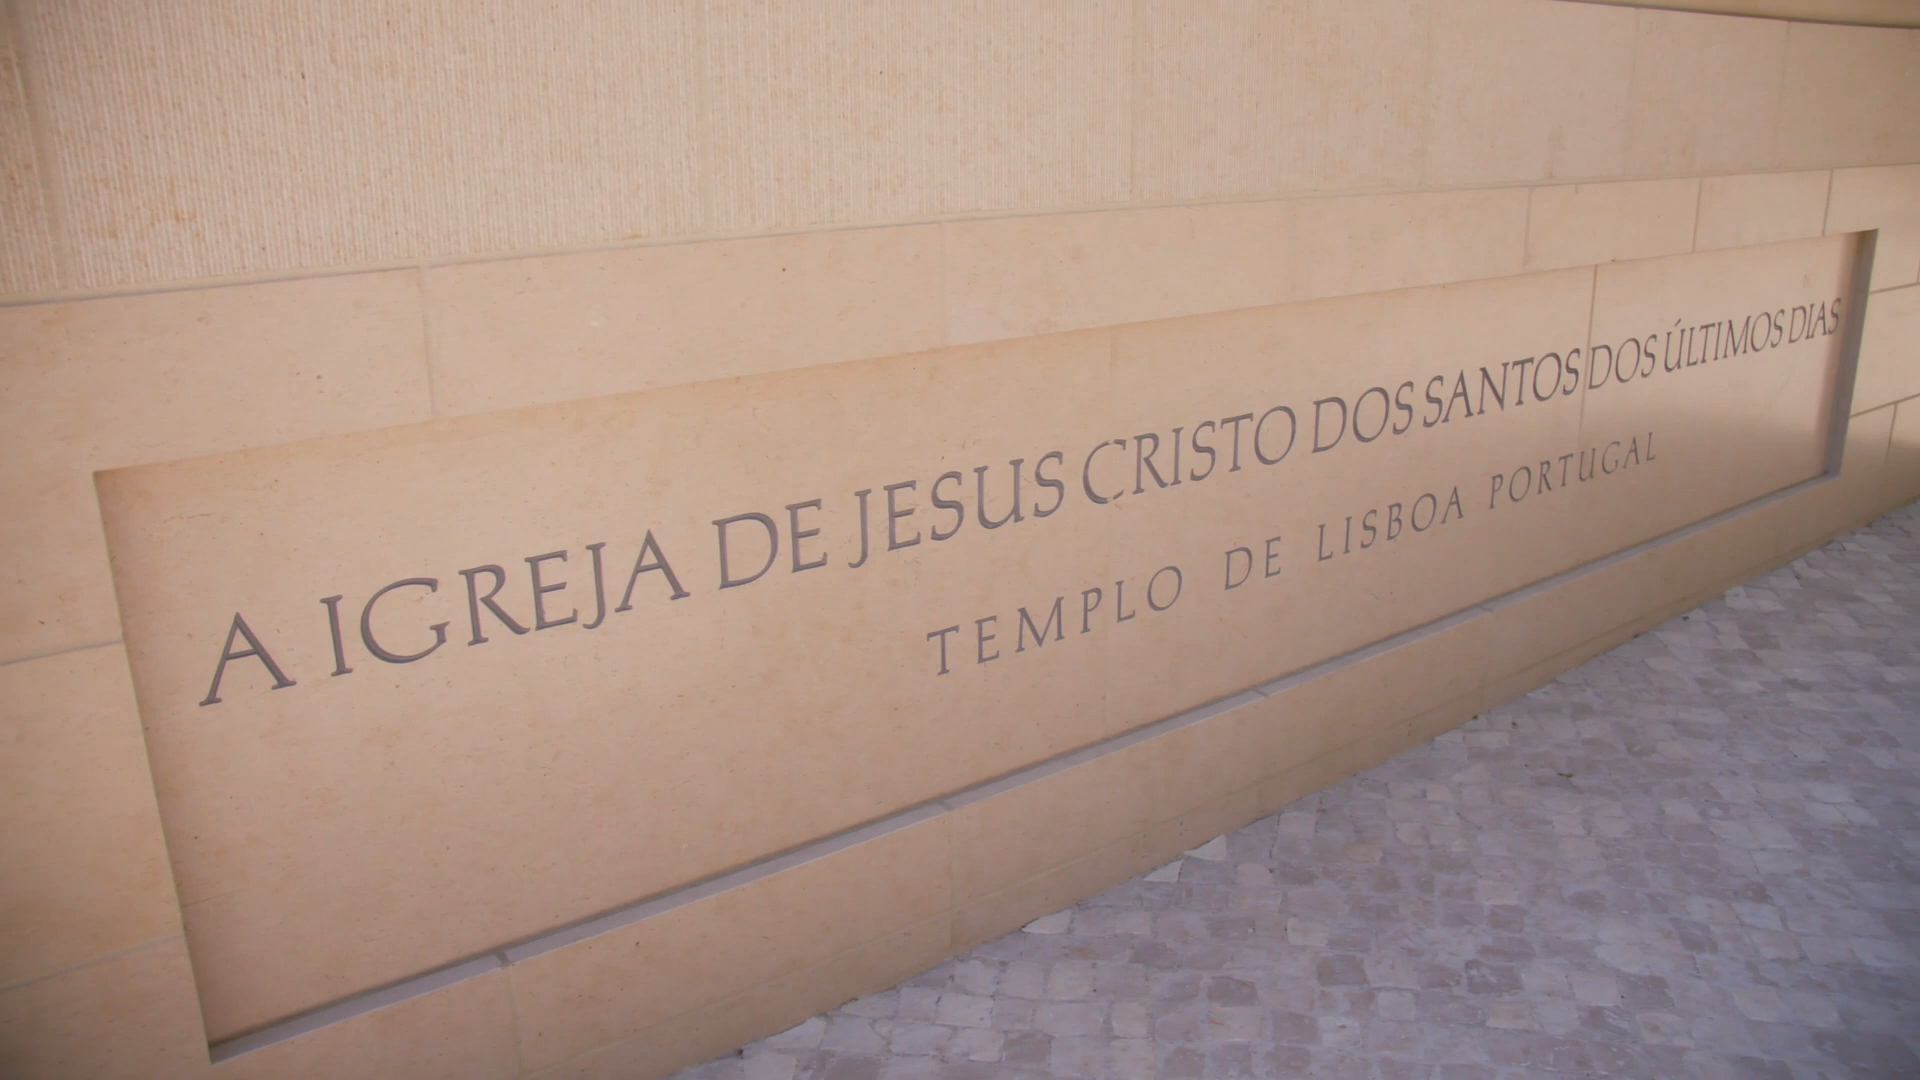 A IGREJA DE JESUS CRISTO DOS SANTOS DOS ÚLTIMOS DIAS
TEMPLO DE LISBOA PORTUGAL